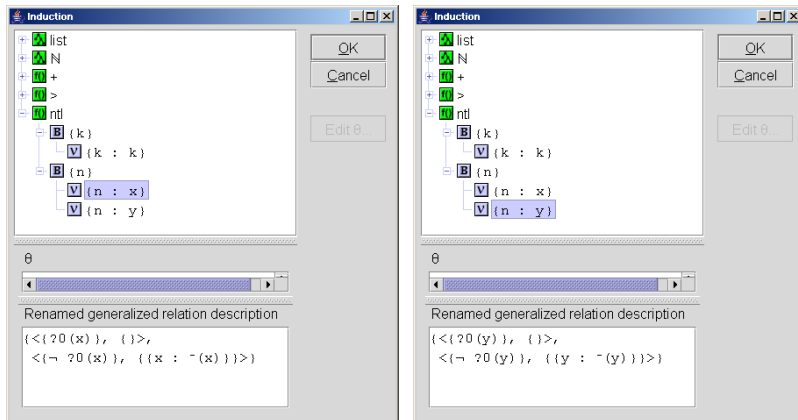 Induction
list
ℕ
f() +
f() >
f() ntl
B {k}
V {k : k}
B {n}
V {n : x}
V {n : y}
OK
Cancel
Edit θ...
θ
Renamed generalized relation description
{<{?0(x)}, {}>,
<{¬ ?0(x)}, {{x : ⁻(x)}}>}
Induction
list
ℕ
f() +
f() >
f() ntl
B {k}
V {k : k}
B {n}
V {n : x}
V {n : y}
OK
Cancel
Edit θ...
θ
Renamed generalized relation description
{<{?0(y)}, {}>,
<{¬ ?0(y)}, {{y : ⁻(y)}}>}